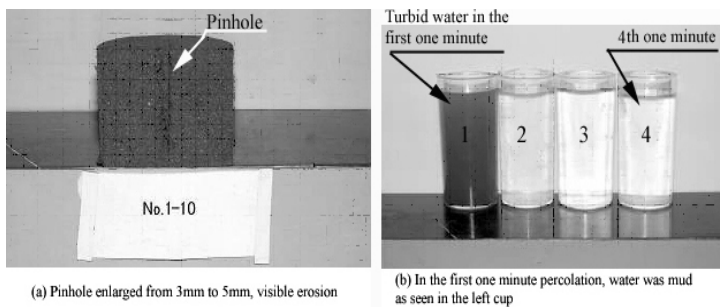 Pinhole
No.1-10
(a) Pinhole enlarged from 3mm to 5mm, visible erosion
Turbid water in the
first one minute
4th one minute
1 2 3 4
(b) In the first one minute percolation, water was mud
as seen in the left cup